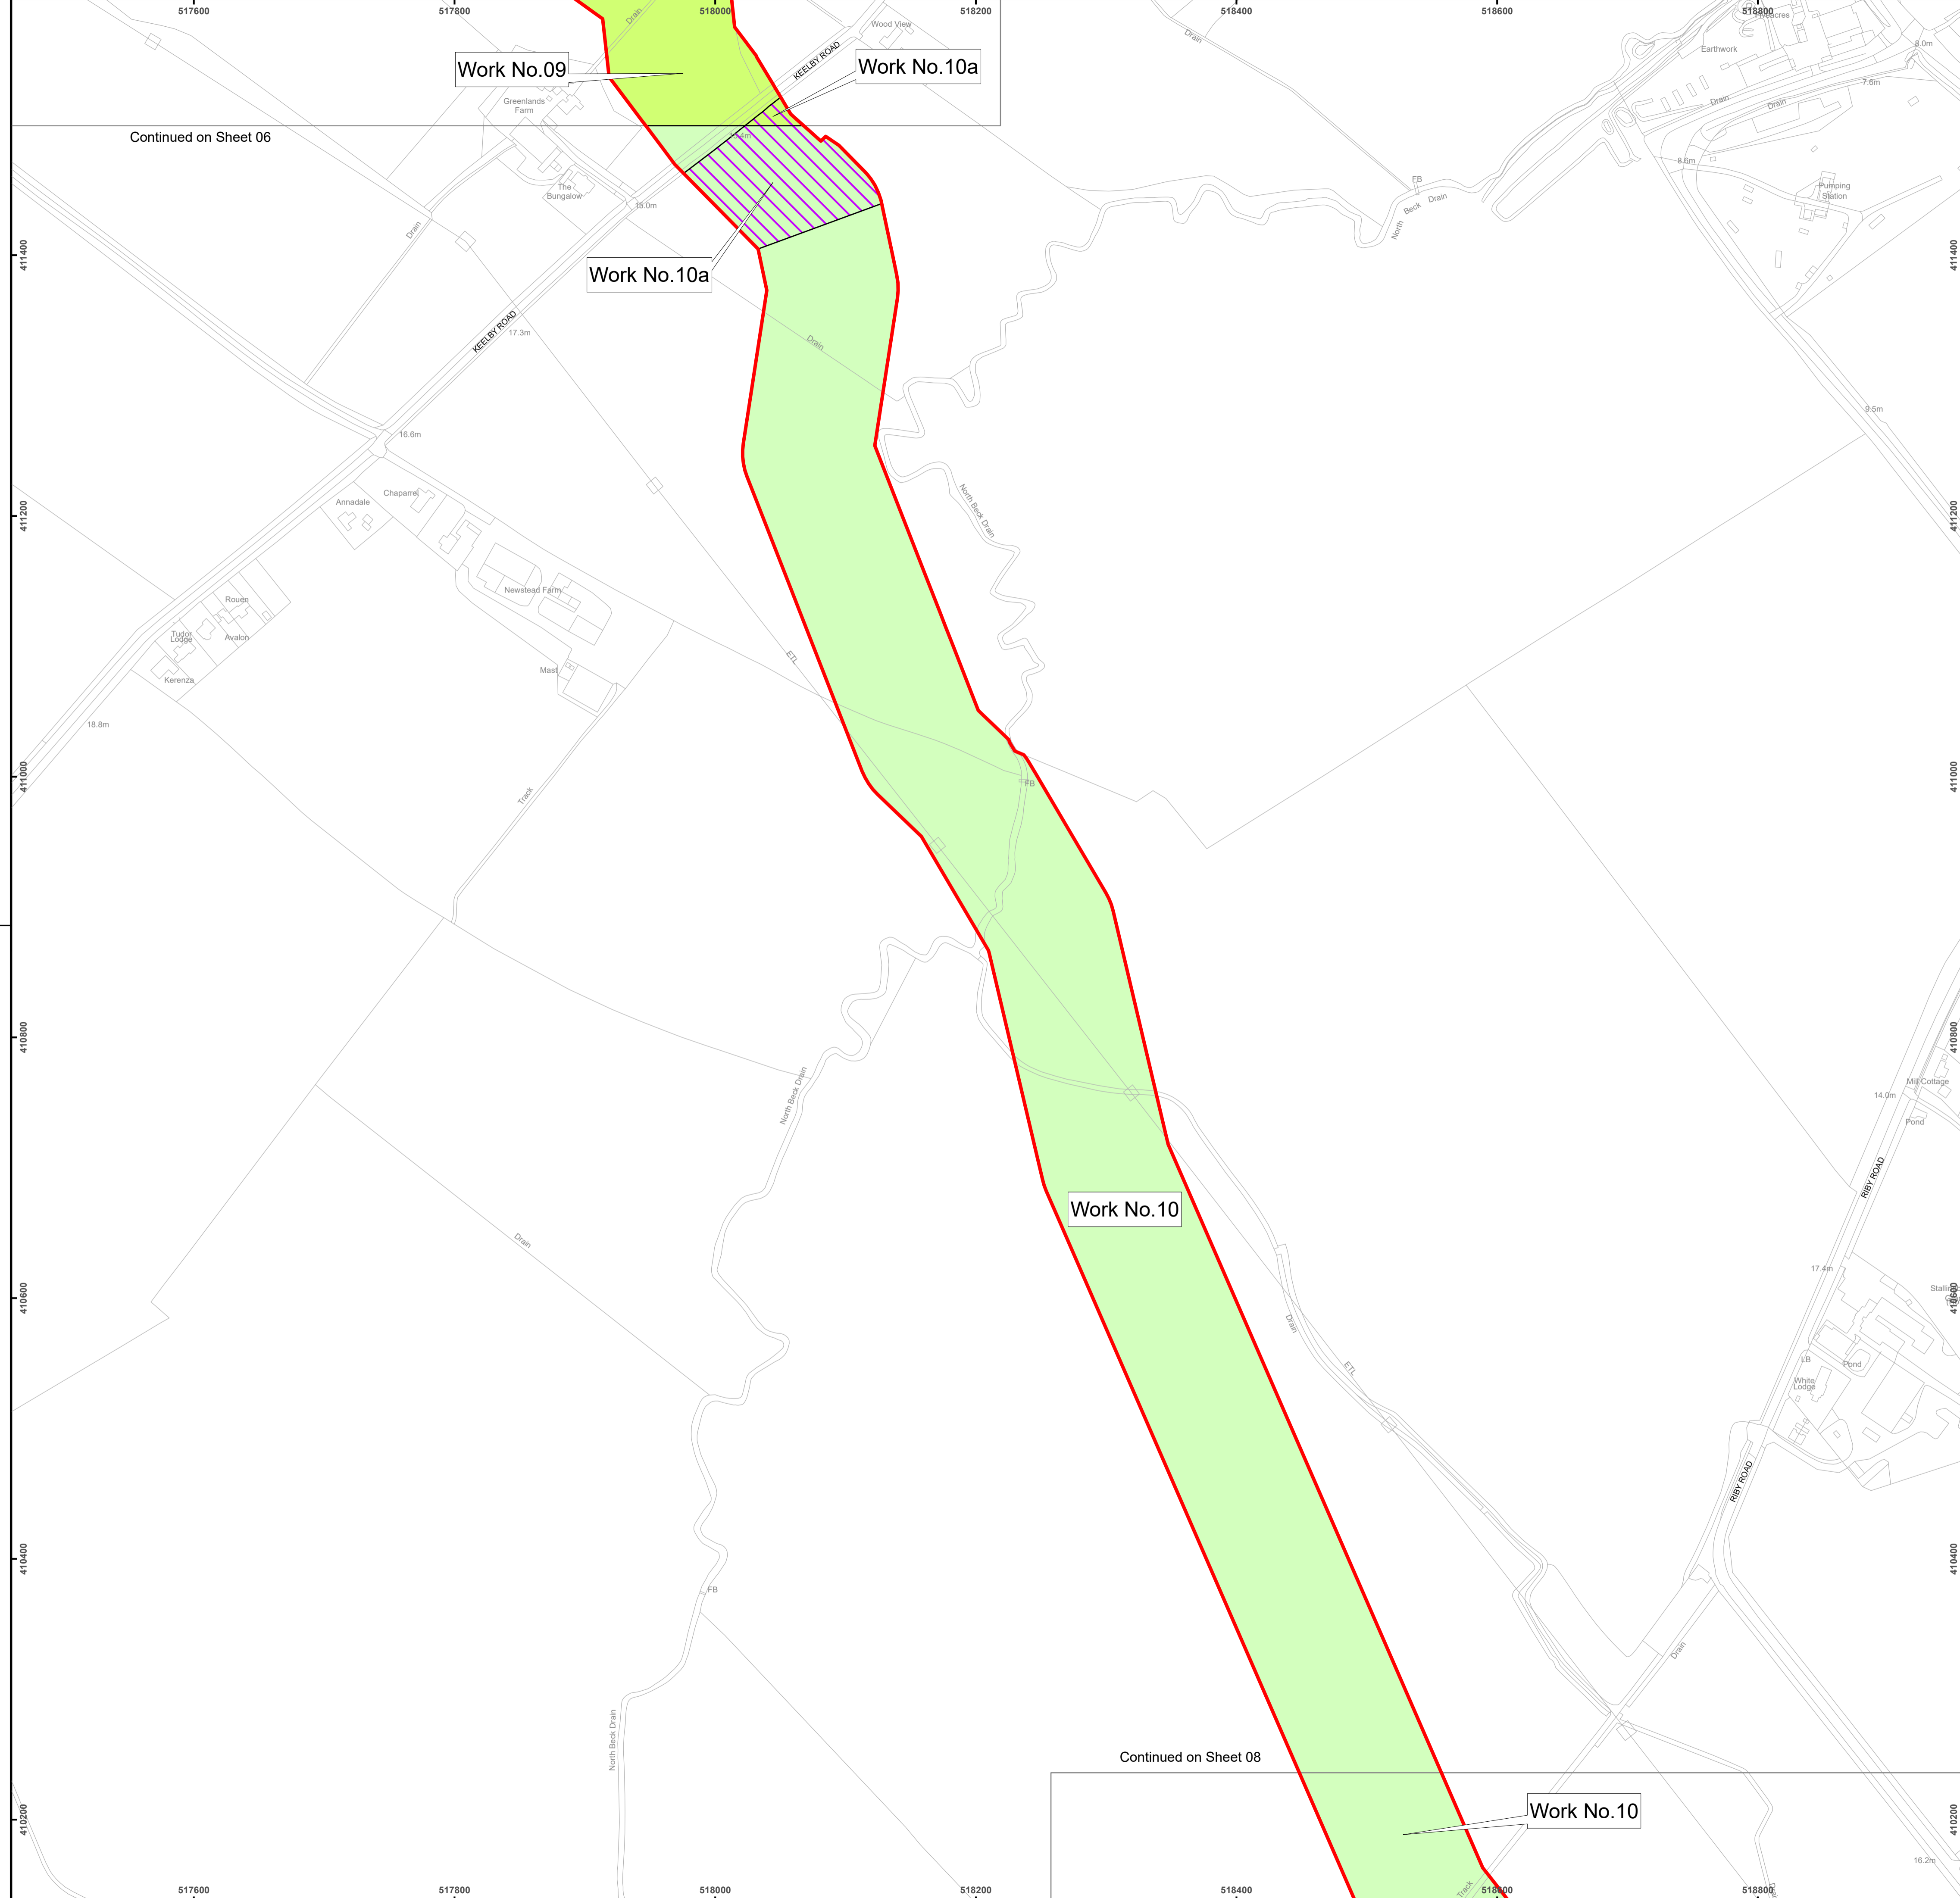 517600
517800
518000
518200
518400
518600
518800
Drain
Wood View
Drain
Earthwork
8.0m
KEELBY ROAD
Work No.09
Work No.10a
7.6m
Drain
Drain
Greenlands
Farm
Continued on Sheet 06
8.6m
The
Bungalow
15.0m
FB
North
Beck
Drain
Pumping
Station
Drain
411400
411400
Work No.10a
KEELBY ROAD
17.3m
Drain
9.5m
16.6m
Chaparrel
Annadale
411200
411200
North Beck Drain
Newstead Farm
Rouen
Tudor
Lodge
Avalon
ETL
Mast
Kerenza
18.8m
411000
411000
FB
Track
410800
410800
North Beck Drain
Mill Cottage
14.0m
Pond
RIBY ROAD
Work No.10
Drain
17.4m
410600
410600
Drain
ETL
LB
Pond
White
Lodge
RIBY ROAD
410400
410400
FB
Drain
North Beck Drain
Continued on Sheet 08
Work No.10
410200
410200
16.2m
Track
517600
517800
518000
518200
518400
518600
518800